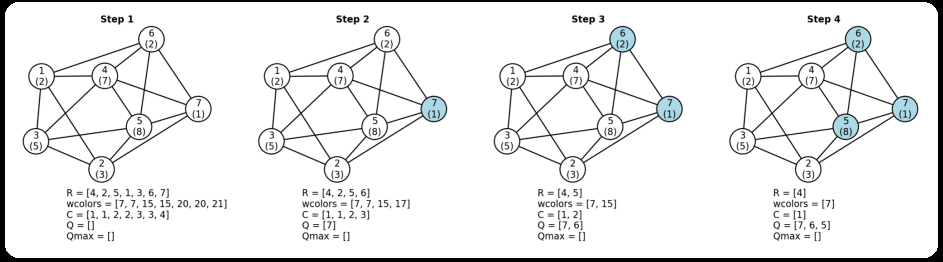 Step 1
6
(2)
1
(2)
4
(7)
7
(1)
5
(8)
3
(5)
2
(3)
R = [4, 2, 5, 1, 3, 6, 7]
wcolors = [7, 7, 15, 15, 20, 20, 21]
C = [1, 1, 2, 2, 3, 3, 4]
Q = []
Qmax = []
Step 2
6
(2)
1
(2)
4
(7)
7
(1)
5
(8)
3
(5)
2
(3)
R = [4, 2, 5, 6]
wcolors = [7, 7, 15, 17]
C = [1, 1, 2, 3]
Q = [7]
Qmax = []
Step 3
6
(2)
1
(2)
4
(7)
7
(1)
5
(8)
3
(5)
2
(3)
R = [4, 5]
wcolors = [7, 15]
C = [1, 2]
Q = [7, 6]
Qmax = []
Step 4
6
(2)
1
(2)
4
(7)
7
(1)
5
(8)
3
(5)
2
(3)
R = [4]
wcolors = [7]
C = [1]
Q = [7, 6, 5]
Qmax = []